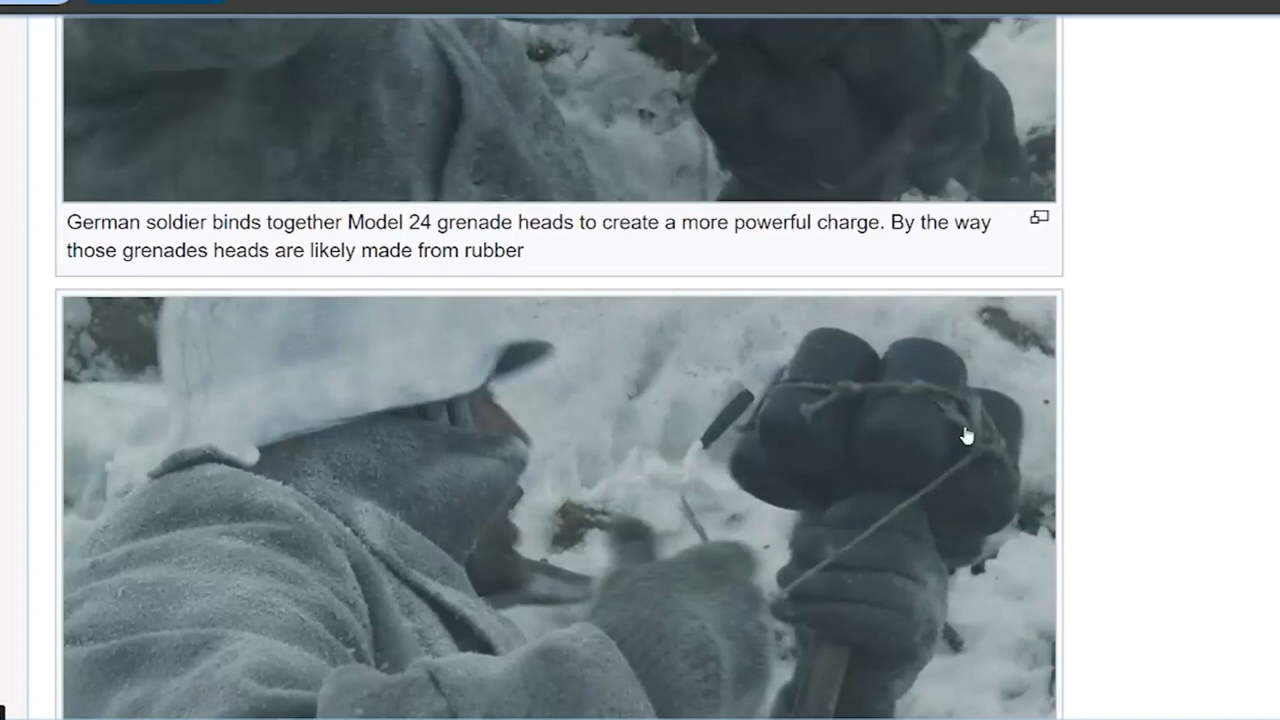 German soldier binds together Model 24 grenade heads to create a more powerful charge. By the way
those grenades heads are likely made from rubber